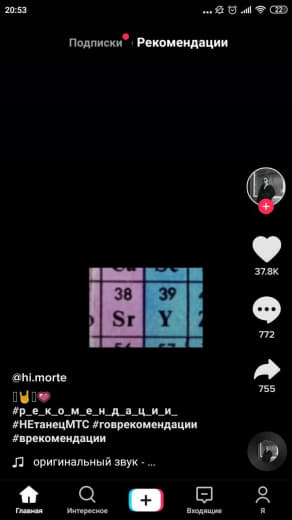 20:53
22
Подписки Рекомендации
37.8K
38 39
Sr Y
772
755
@hi.morte
#р_е_к_о_м_е_н_д_а_ц_и_и_
#НЕтанецМТС #говрекомендации
#врекомендации
оригинальный звук - ...
Главная Интересное Входящие Я